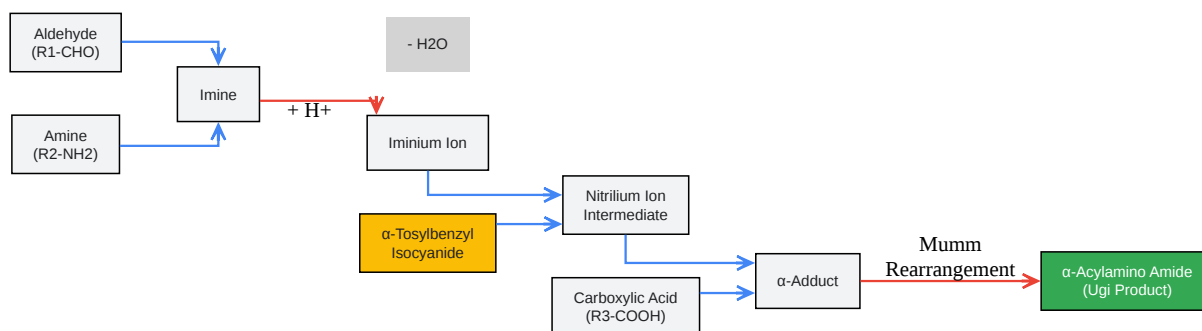 Aldehyde
(R1-CHO)
- H2O
Imine
+ H+
Amine
(R2-NH2)
Iminium Ion
Nitrilium Ion
Intermediate
α-Tosylbenzyl
Isocyanide
Mumm
Rearrangement
α-Adduct
α-Acylamino Amide
(Ugi Product)
Carboxylic Acid
(R3-COOH)